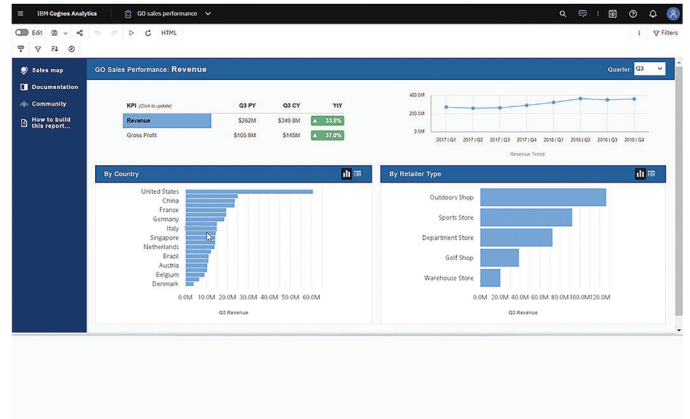 IBM Cognos Analytics
GO sales performance
Edit
HTML
Filters
Sales map
Documentation
Community
How to build
this report...
GO Sales Performance: Revenue
Quarter: Q3
KPI (Click to update) Q3 PY Q3 CY YtY
Revenue $262M $349.8M 33.5%
Gross Profit $105.9M $145M 37.0%
400.0M
200.0M
0.0M
2017 | Q1 2017 | Q2 2017 | Q3 2017 | Q4 2018 | Q1 2018 | Q2 2018 | Q3 2018 | Q4
Revenue Trend
By Country
United States
China
France
Germany
Italy
Singapore
Netherlands
Brazil
Austria
Belgium
Denmark
0.0M 10.0M 20.0M 30.0M 40.0M 50.0M 60.0M
Q3 Revenue
By Retailer Type
Outdoors Shop
Sports Store
Department Store
Golf Shop
Warehouse Store
0.0M 20.0M 40.0M 60.0M 80.0M 100.0M 120.0M
Q3 Revenue